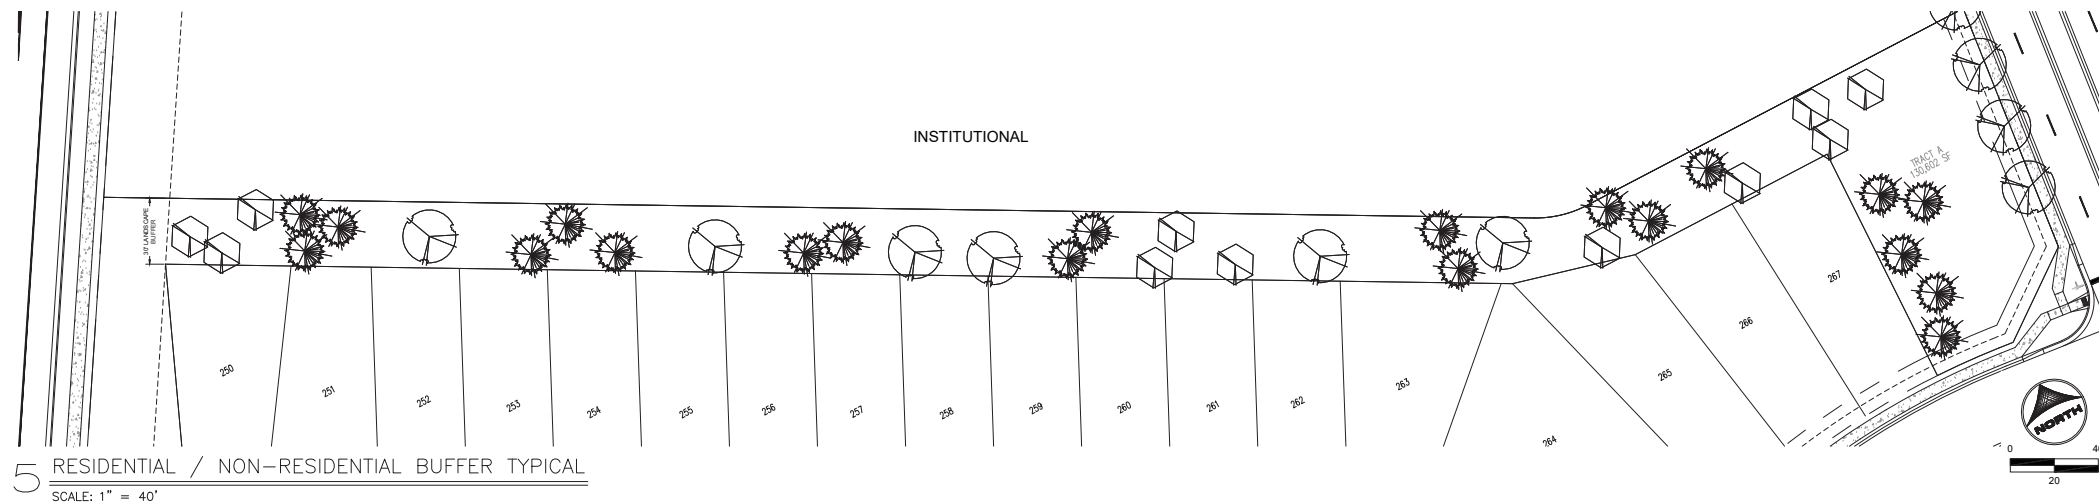 INSTITUTIONAL
TRACT A
130,602 SF
30' LANDSCAPE
BUFFER
250
251
252
253
254
255
256
257
258
259
260
261
262
263
264
265
266
267
NORTH
0
40
20
5 RESIDENTIAL / NON-RESIDENTIAL BUFFER TYPICAL
SCALE: 1" = 40'